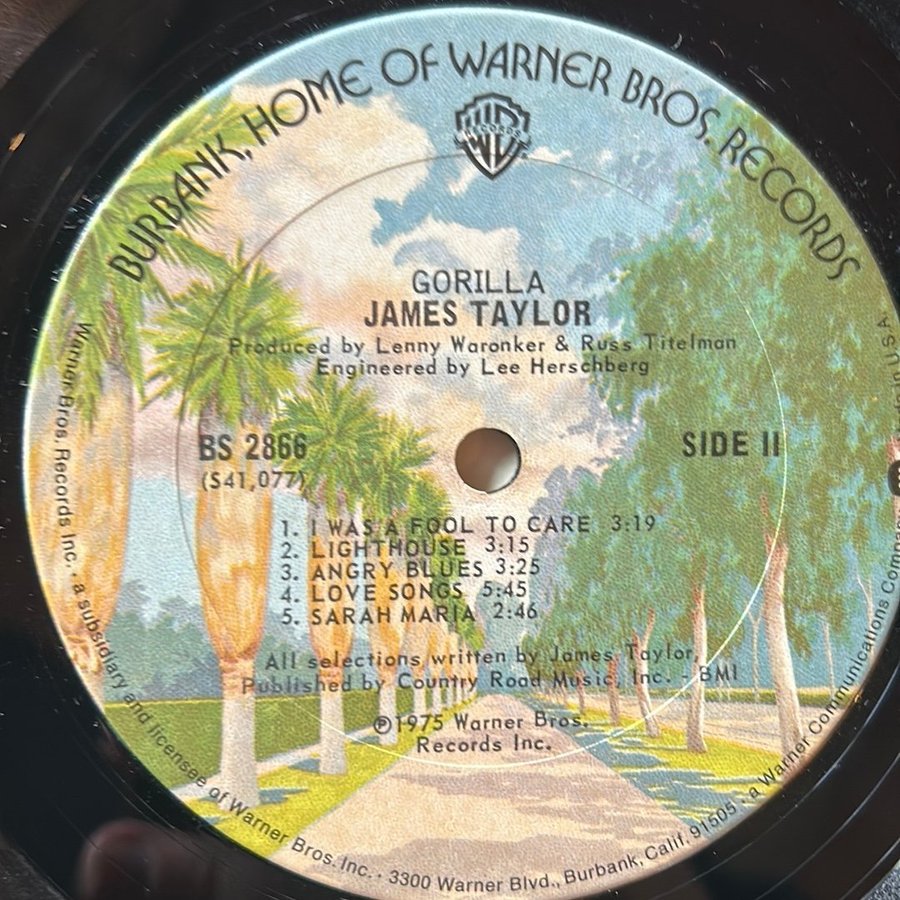 BURBANK, HOME OF WARNER BROS. RECORDS
WB
RECORDS
GORILLA
JAMES TAYLOR
Produced by Lenny Waronker & Russ Titelman
Engineered by Lee Herschberg
BS 2866
(S41,077)
SIDE II
1. I WAS A FOOL TO CARE 3:19
2. LIGHTHOUSE 3:15
3. ANGRY BLUES 3:25
4. LOVE SONGS 5:45
5. SARAH MARIA 2:46
All selections written by James Taylor,
Published by Country Road Music, Inc. - BMI
℗1975 Warner Bros.
Records Inc.
Warner Bros. Records Inc. • a subsidiary and licensee of Warner Bros. Inc. • 3300 Warner Blvd., Burbank, Calif. 91505 • a Warner Communications Company in U.S.A.